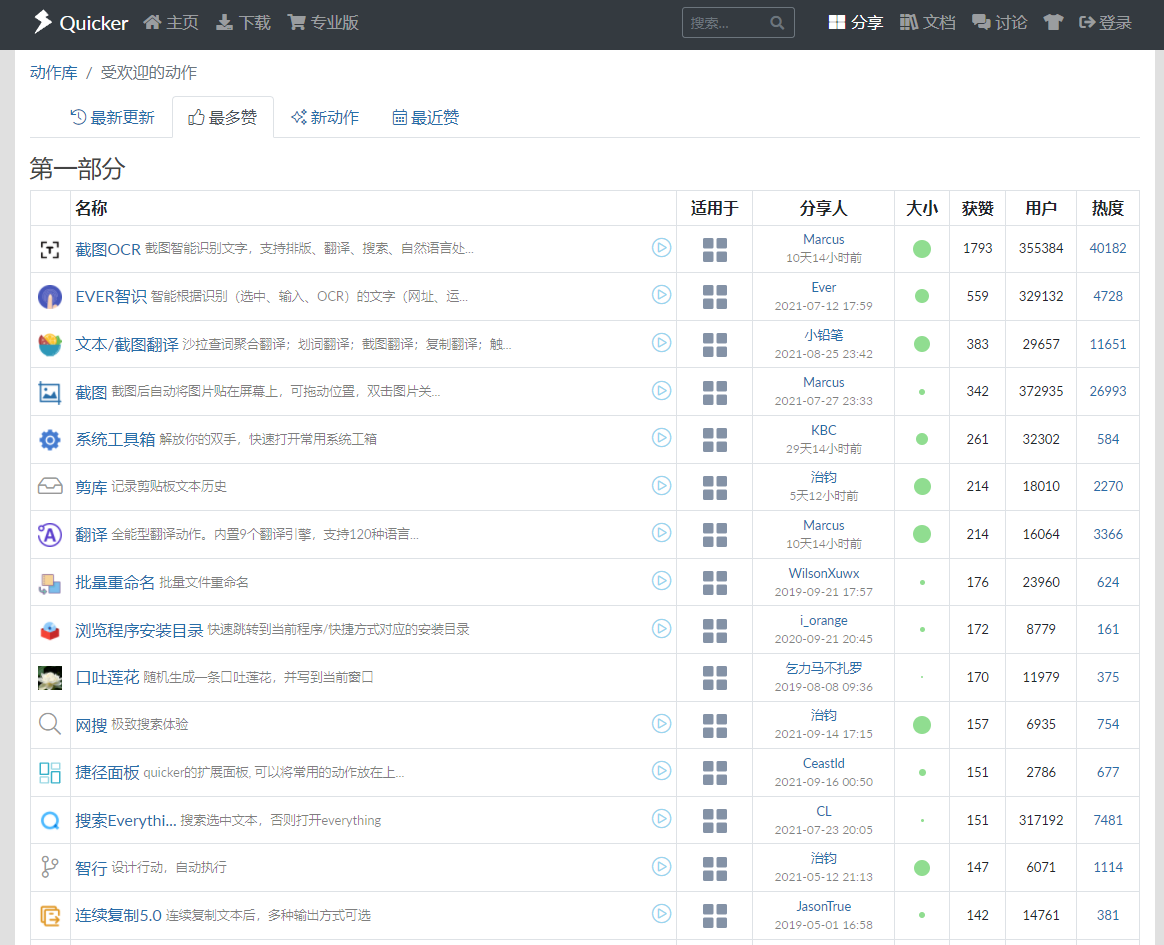 Quicker 主页 下载 专业版 搜索... 分享 文档 讨论 登录
动作库 / 受欢迎的动作
最新更新 最多赞 新动作 最近赞
第一部分
名称 适用于 分享人 大小 获赞 用户 热度
截图OCR 截图智能识别文字，支持排版、翻译、搜索、自然语言处... Marcus 10天14小时前 1793 355384 40182
EVER智识 智能根据识别（选中、输入、OCR）的文字（网址、运... Ever 2021-07-12 17:59 559 329132 4728
文本/截图翻译 沙拉查词聚合翻译；划词翻译；截图翻译；复制翻译；触... 小铅笔 2021-08-25 23:42 383 29657 11651
截图 截图后自动将图片贴在屏幕上，可拖动位置，双击图片关... Marcus 2021-07-27 23:33 342 372935 26993
系统工具箱 解放你的双手，快速打开常用系统工箱 KBC 29天14小时前 261 32302 584
剪库 记录剪贴板文本历史 治钧 5天12小时前 214 18010 2270
翻译 全能型翻译动作。内置9个翻译引擎，支持120种语言... Marcus 10天14小时前 214 16064 3366
批量重命名 批量文件重命名 WilsonXuwx 2019-09-21 17:57 176 23960 624
浏览程序安装目录 快速跳转到当前程序/快捷方式对应的安装目录 i_orange 2020-09-21 20:45 172 8779 161
口吐莲花 随机生成一条口吐莲花，并写到当前窗口 乞力马不扎罗 2019-08-08 09:36 170 11979 375
网搜 极致搜索体验 治钧 2021-09-14 17:15 157 6935 754
捷径面板 quicker的扩展面板, 可以将常用的动作放在上... Ceastld 2021-09-16 00:50 151 2786 677
搜索Everythi... 搜索选中文本，否则打开everything CL 2021-07-23 20:05 151 317192 7481
智行 设计行动，自动执行 治钧 2021-05-12 21:13 147 6071 1114
连续复制5.0 连续复制文本后，多种输出方式可选 JasonTrue 2019-05-01 16:58 142 14761 381